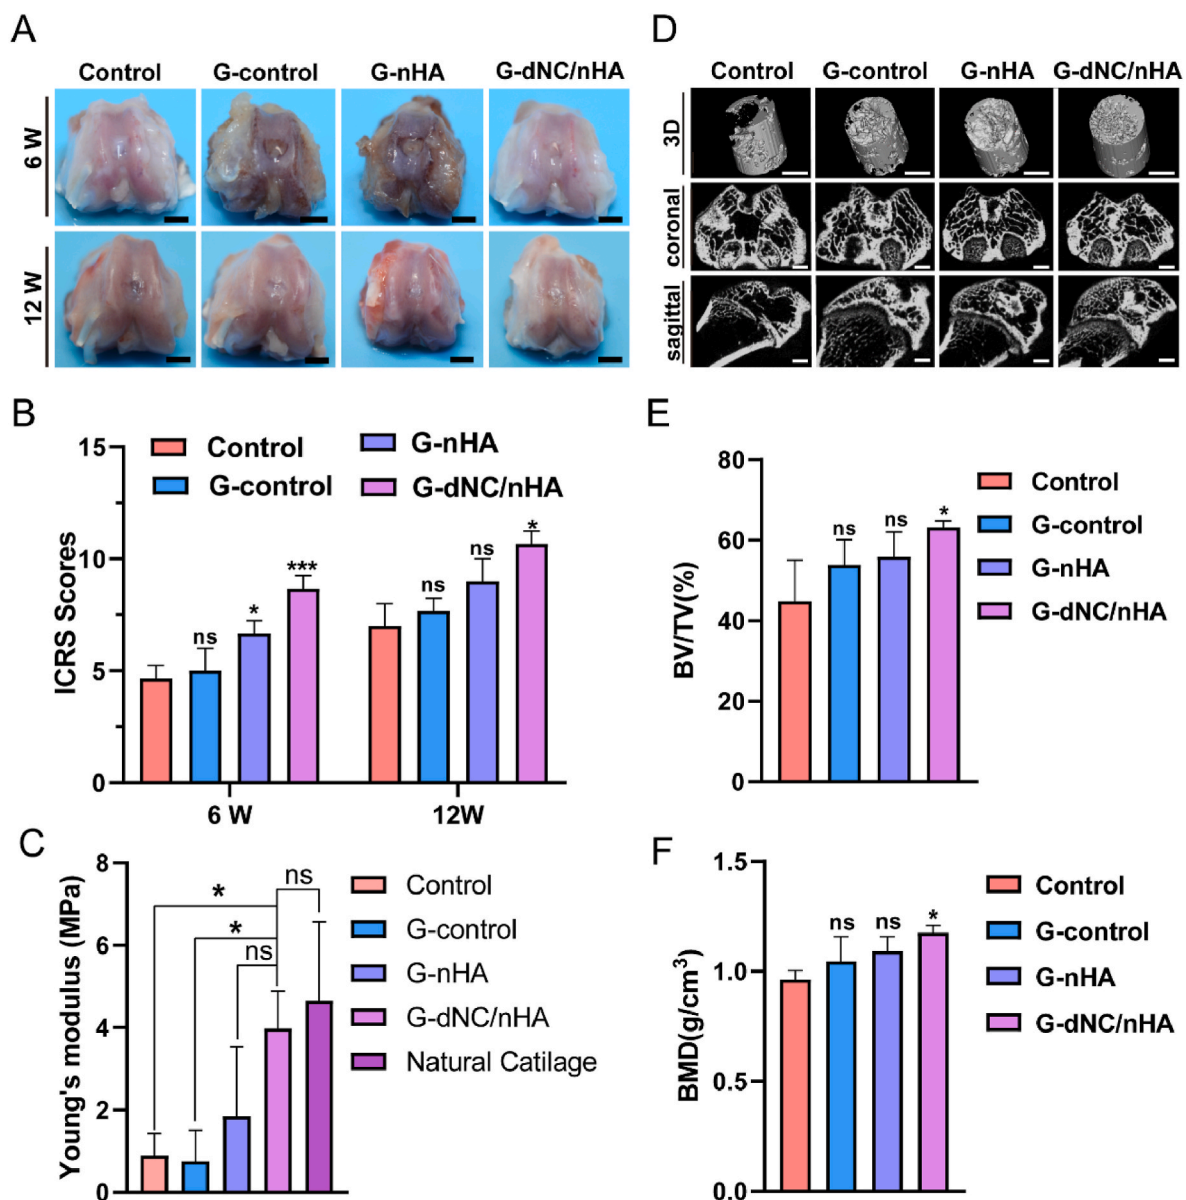 A
Control G-control G-nHA G-dNC/nHA
6 W
12 W
B
15
10
5
0
ICRS Scores
Control
G-control
G-nHA
G-dNC/nHA
ns
*
***
ns
ns
*
6 W
12W
C
8
6
4
2
0
Young's modulus (MPa)
*
*
ns
ns
Control
G-control
G-nHA
G-dNC/nHA
Natural Catilage
D
Control G-control G-nHA G-dNC/nHA
3D
coronal
sagittal
E
80
60
40
20
0
BV/TV(%)
ns
ns
*
Control
G-control
G-nHA
G-dNC/nHA
F
1.5
1.0
0.5
0.0
BMD(g/cm³)
ns
ns
*
Control
G-control
G-nHA
G-dNC/nHA